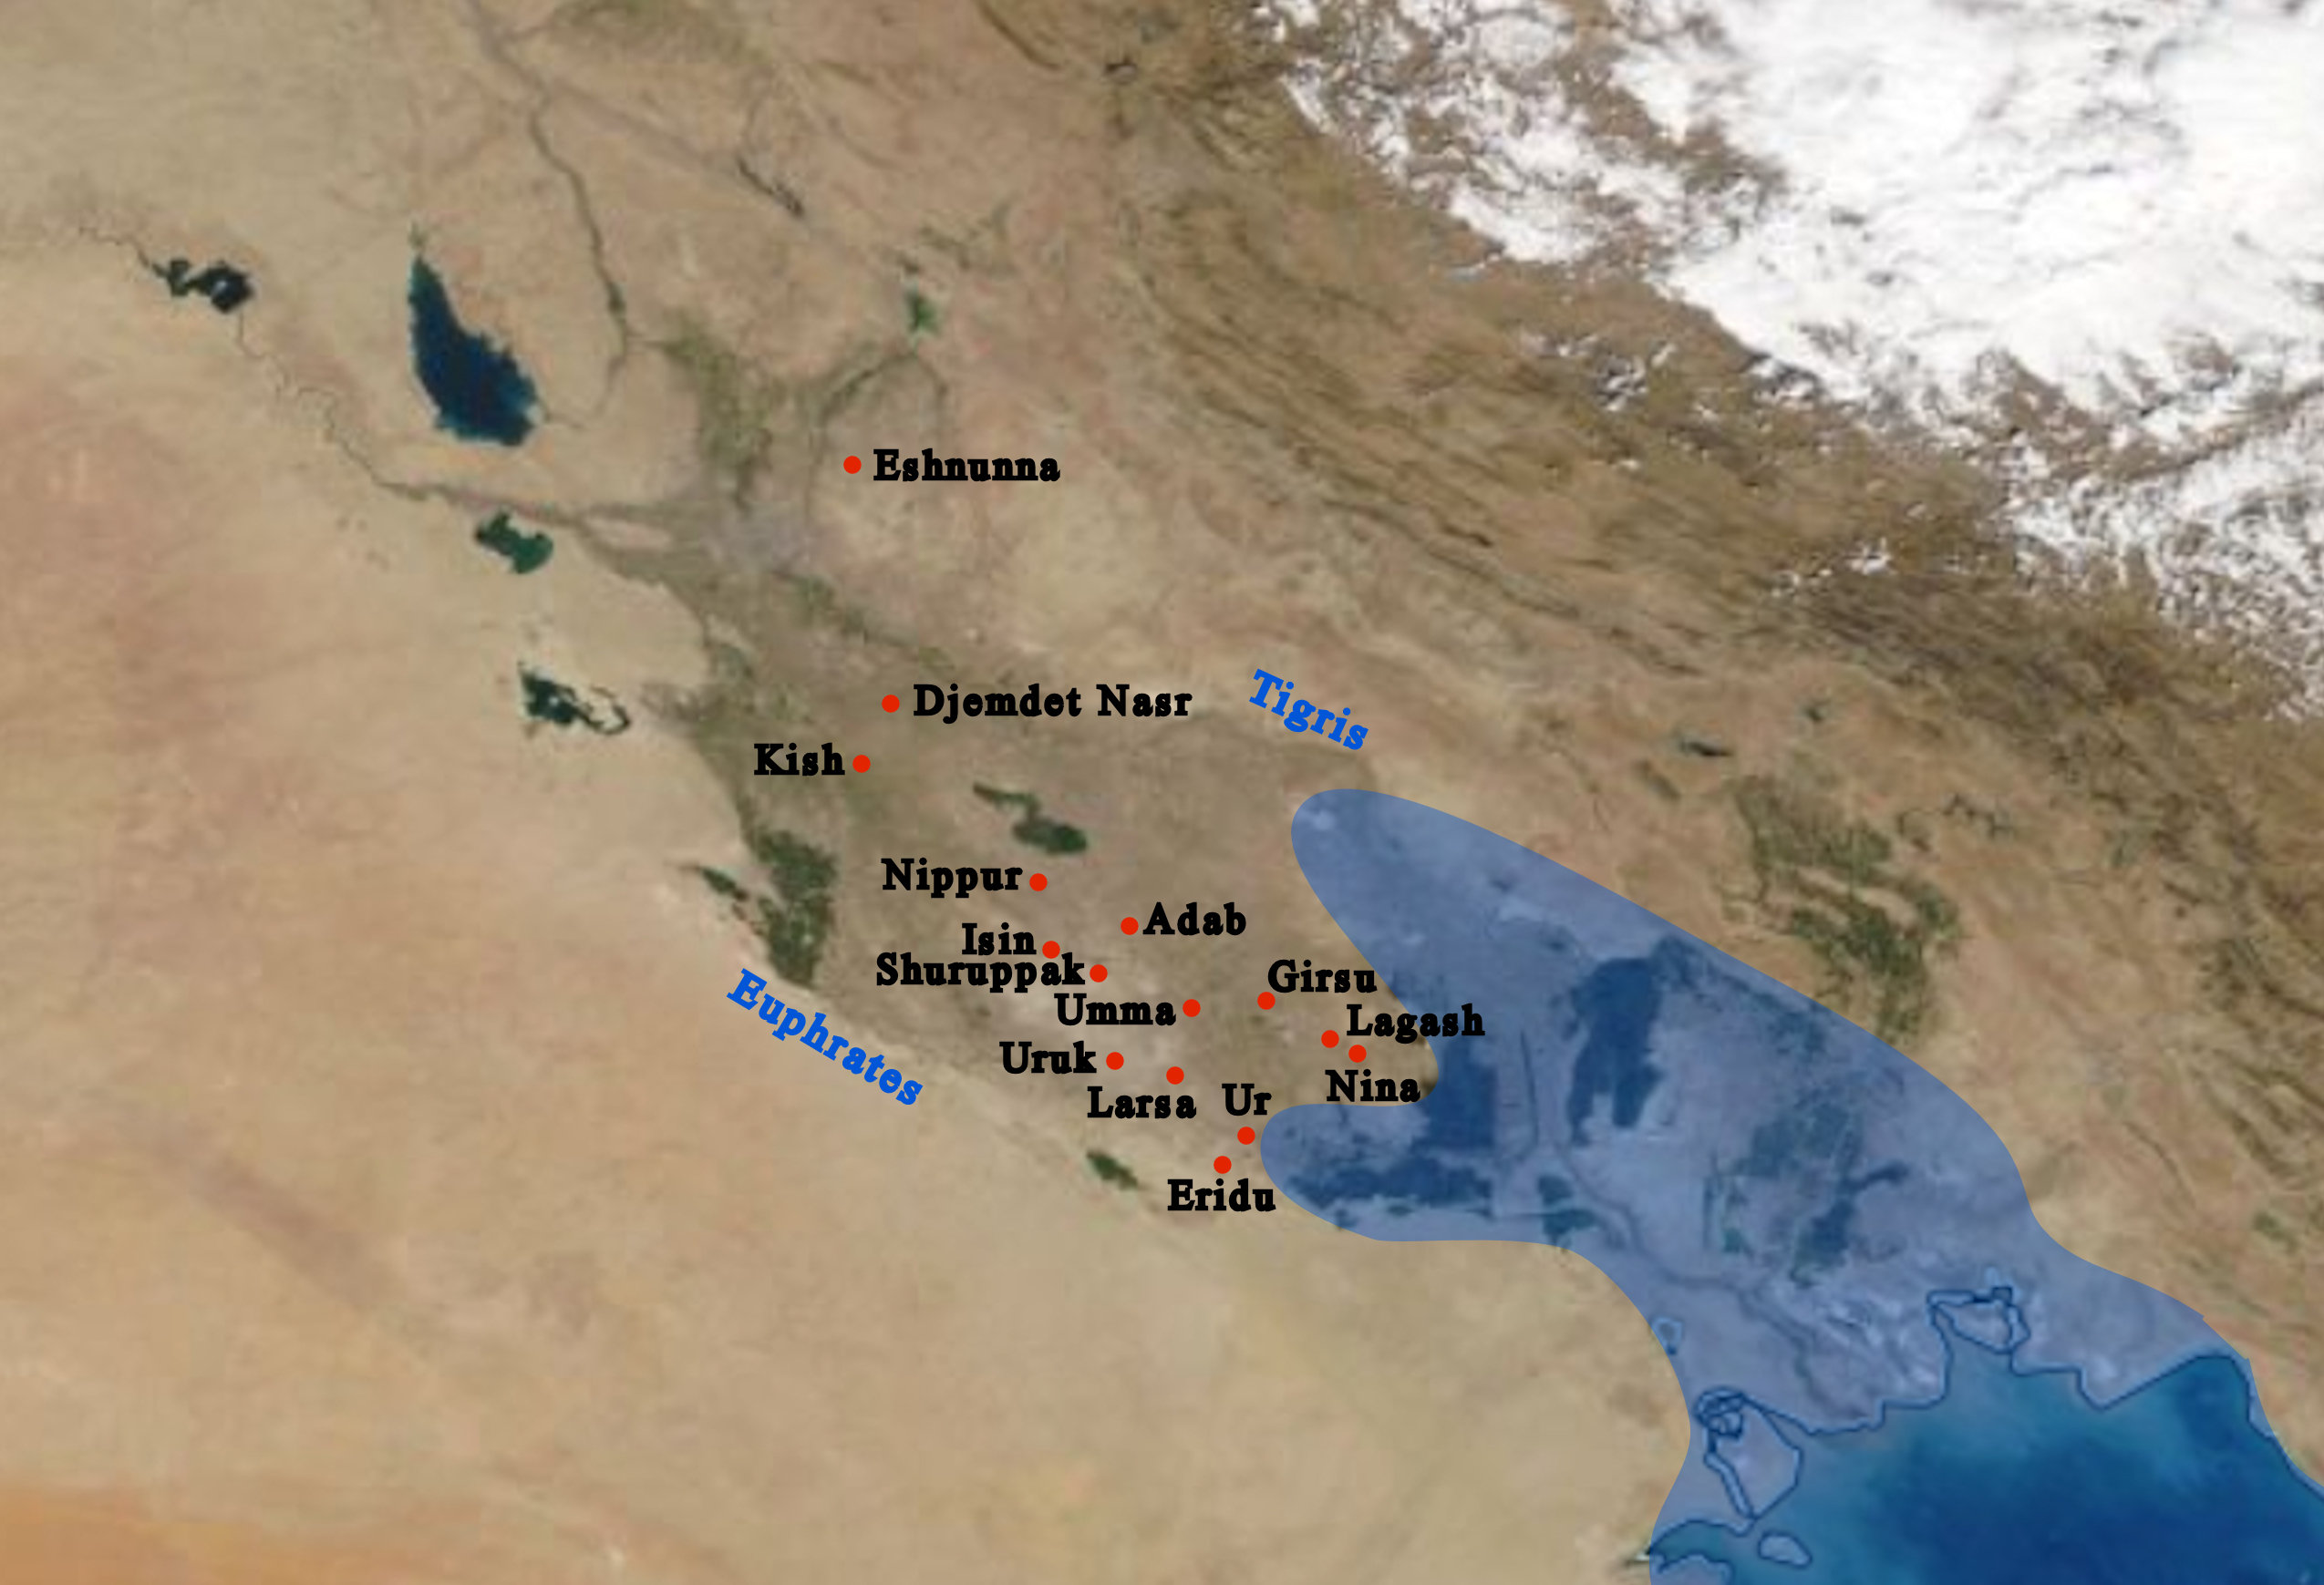 Eshnunna
Djemdet Nasr
Tigris
Kish
Nippur
Adab
Isin
Shuruppak
Girsu
Umma
Lagash
Euphrates
Uruk
Nina
Larsa
Ur
Eridu